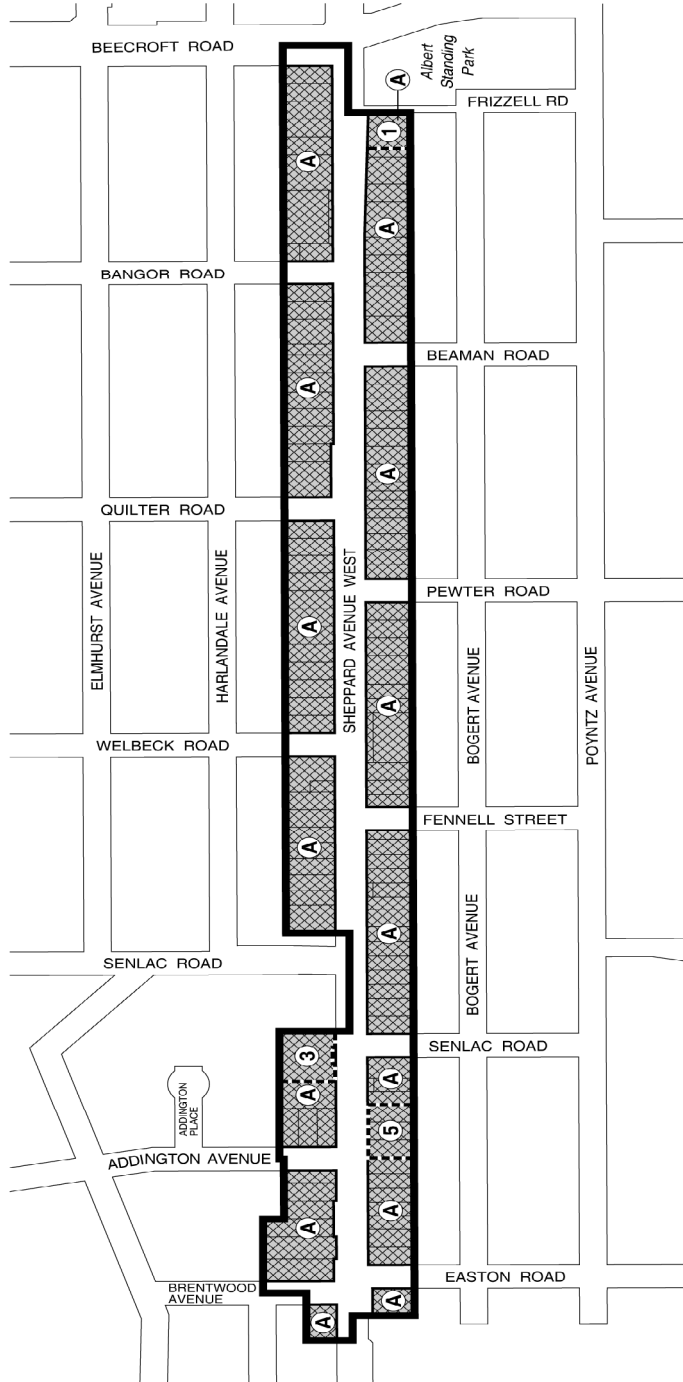 BEECROFT ROAD
A
Albert
Standing
Park
FRIZZELL RD
A
1
A
BANGOR ROAD
BEAMAN ROAD
A
A
QUILTER ROAD
PEWTER ROAD
ELMHURST AVENUE
HARLANDALE AVENUE
A
SHEPPARD AVENUE WEST
A
BOGERT AVENUE
POYNTZ AVENUE
WELBECK ROAD
FENNELL STREET
A
A
BOGERT AVENUE
SENLAC ROAD
SENLAC ROAD
3
A
A
5
ADDINGTON
PLACE
ADDINGTON AVENUE
A
A
EASTON ROAD
BRENTWOOD
AVENUE
A
A